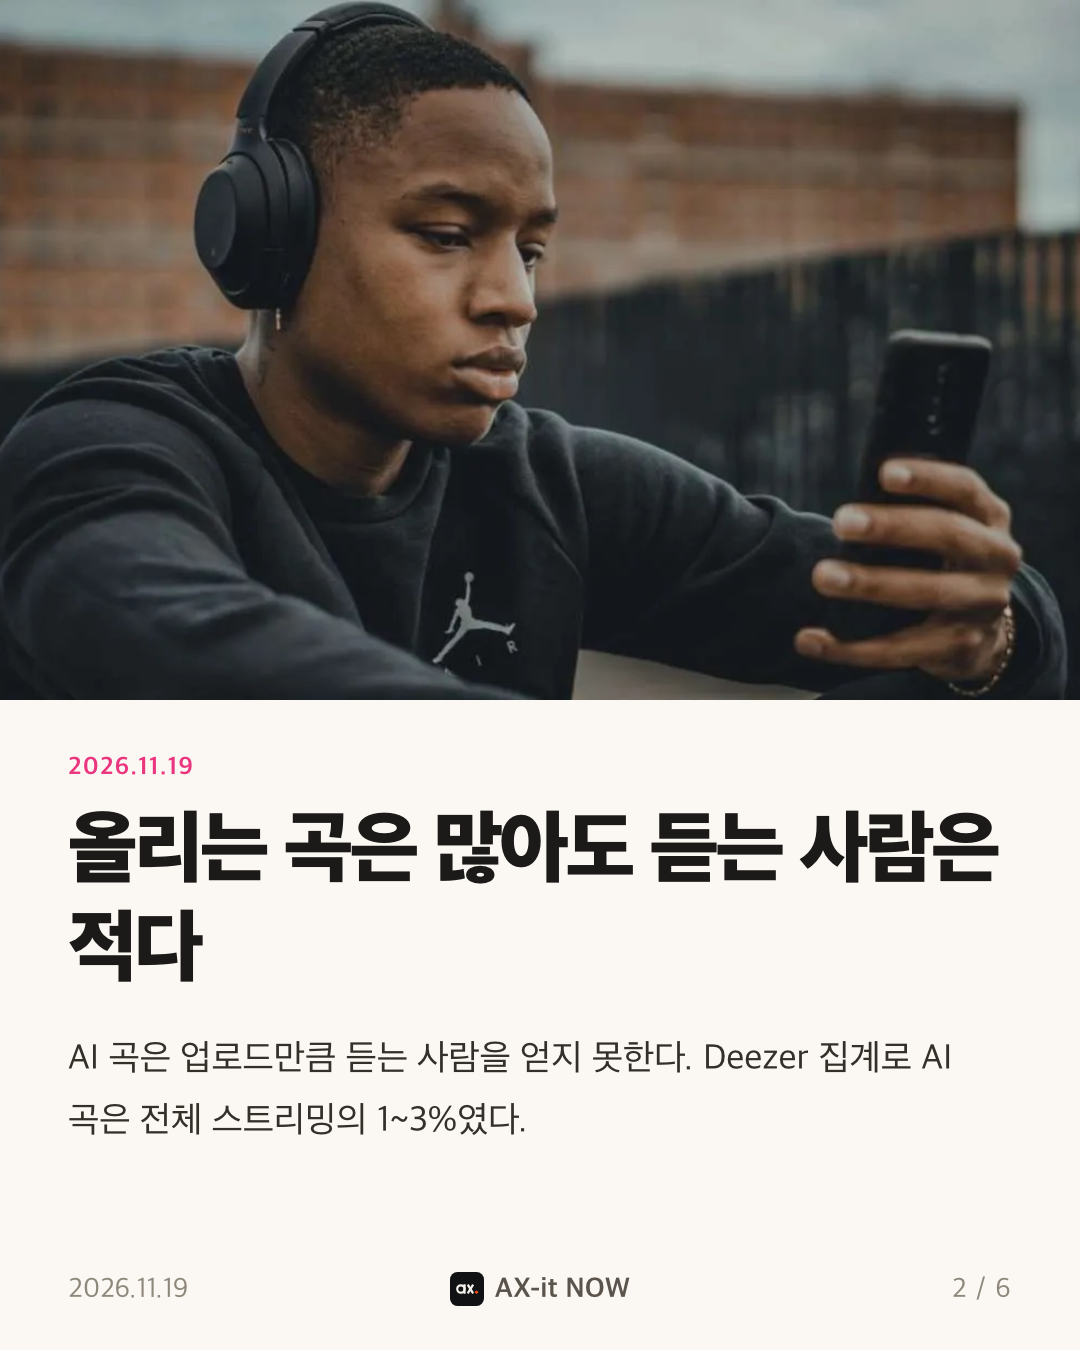 I R
2026.11.19
올리는 곡은 많아도 듣는 사람은
적다
AI 곡은 업로드만큼 듣는 사람을 얻지 못한다. Deezer 집계로 AI
곡은 전체 스트리밍의 1~3%였다.
2026.11.19
ax. AX-it NOW
2 / 6